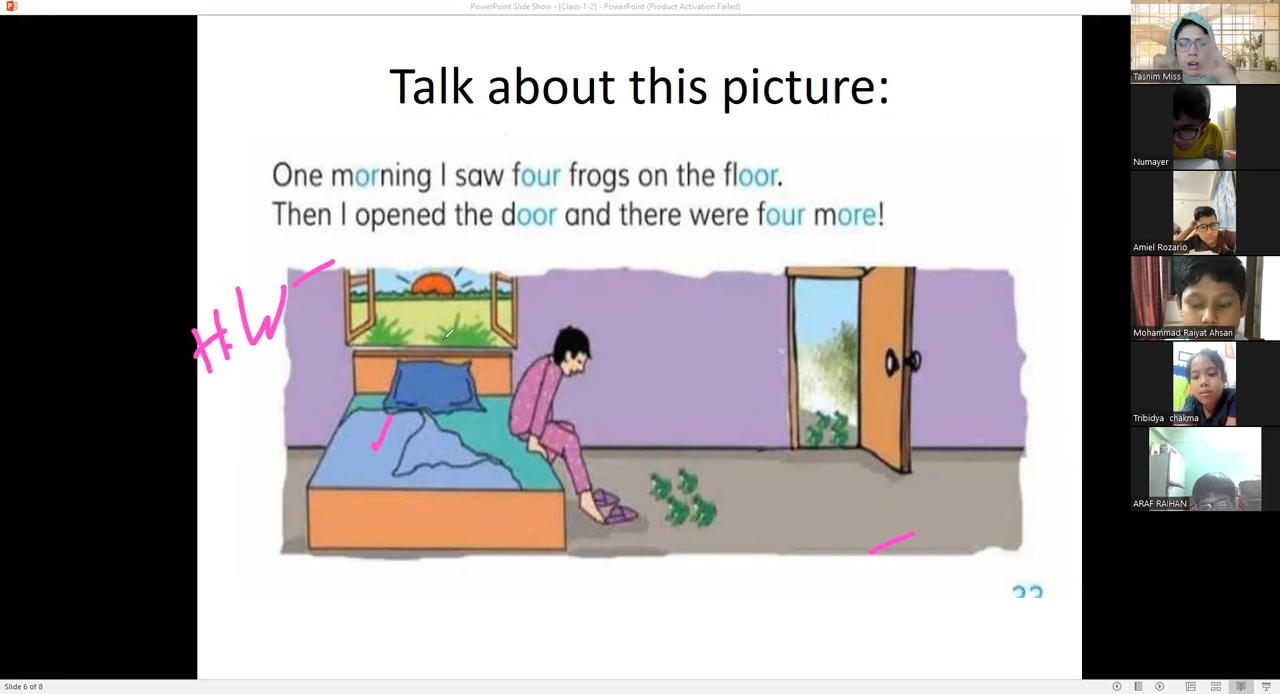 PowerPoint Slide Show - [Class-1-2] - PowerPoint (Product Activation Failed)
Talk about this picture:
One morning I saw four frogs on the floor.
Then I opened the door and there were four more!
H.W
Tasnim Miss
Numayer
Amiel Rozario
Mohammad Raiyat Ahsan
Tribidya chakma
ARAF RAIHAN
Slide 6 of 8